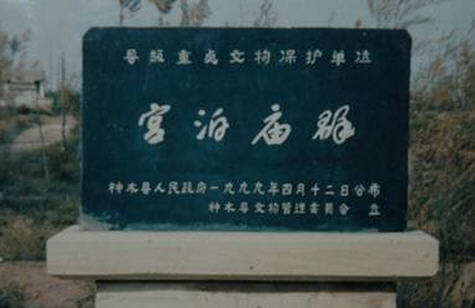 县级重点文物保护单位
宫泊庙群
神木县人民政府一九九九年四月十二日公布
神木县文物管理委员会 立